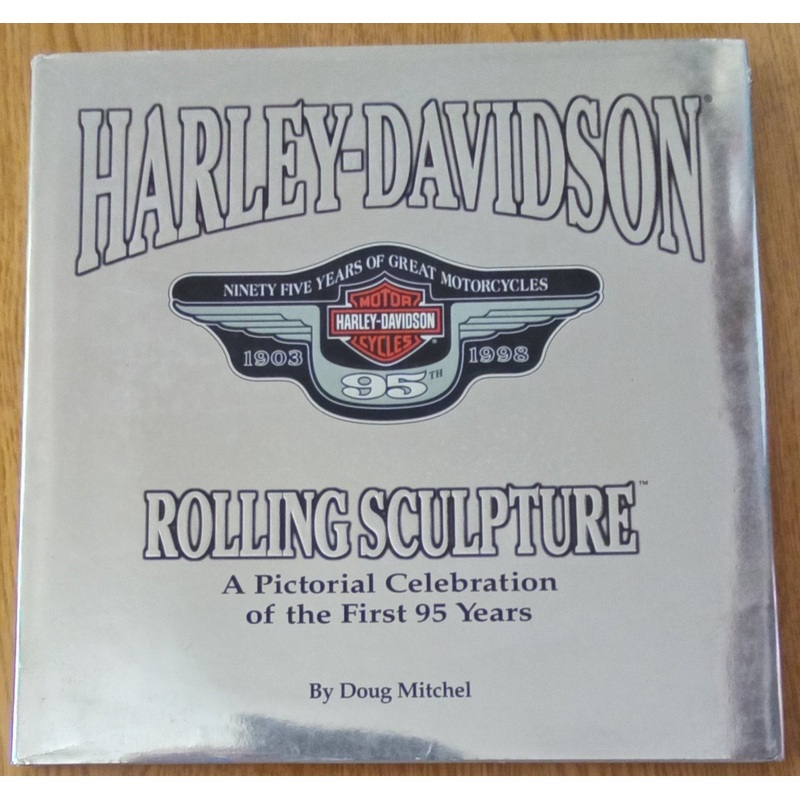 HARLEY-DAVIDSON®
NINETY FIVE YEARS OF GREAT MOTORCYCLES
MOTOR
HARLEY-DAVIDSON®
CYCLES
1903 1998
95TH
ROLLING SCULPTURE™
A Pictorial Celebration
of the First 95 Years
By Doug Mitchel